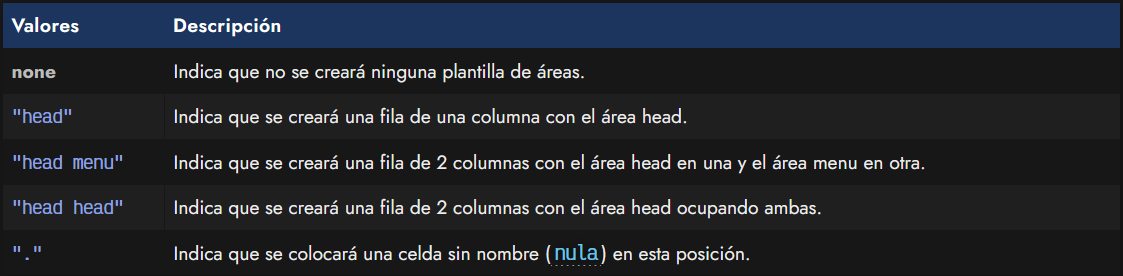 Valores Descripción
none Indica que no se creará ninguna plantilla de áreas.
"head" Indica que se creará una fila de una columna con el área head.
"head menu" Indica que se creará una fila de 2 columnas con el área head en una y el área menu en otra.
"head head" Indica que se creará una fila de 2 columnas con el área head ocupando ambas.
"." Indica que se colocará una celda sin nombre (nula) en esta posición.